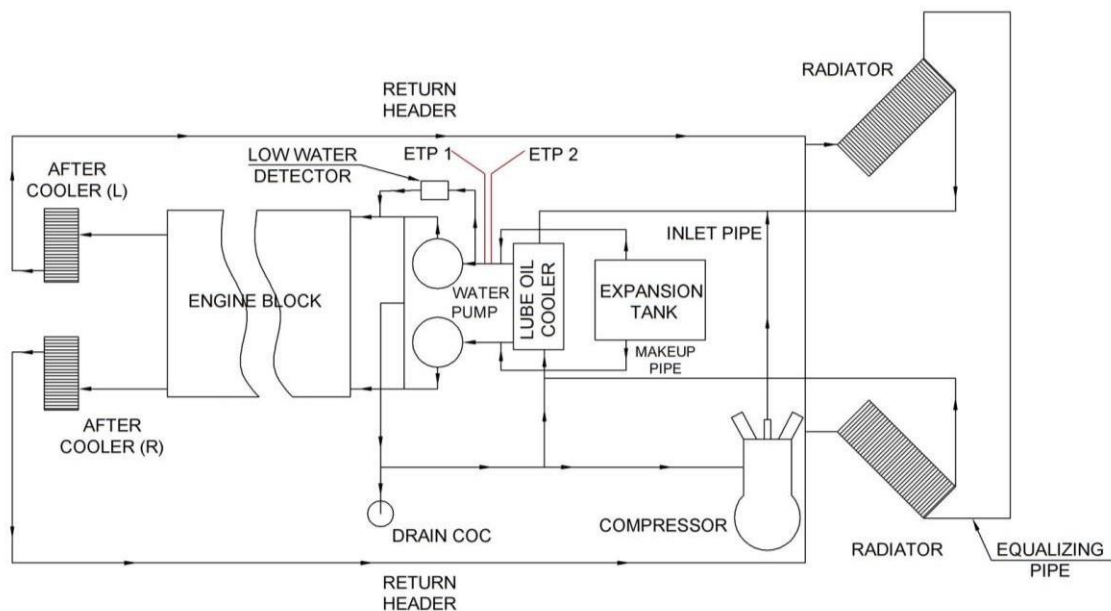 RADIATOR
RETURN
HEADER
ETP 1
ETP 2
LOW WATER
DETECTOR
AFTER
COOLER (L)
INLET PIPE
ENGINE BLOCK
WATER
PUMP
LUBE OIL
COOLER
EXPANSION
TANK
MAKEUP
PIPE
AFTER
COOLER (R)
COMPRESSOR
DRAIN COC
RADIATOR
EQUALIZING
PIPE
RETURN
HEADER